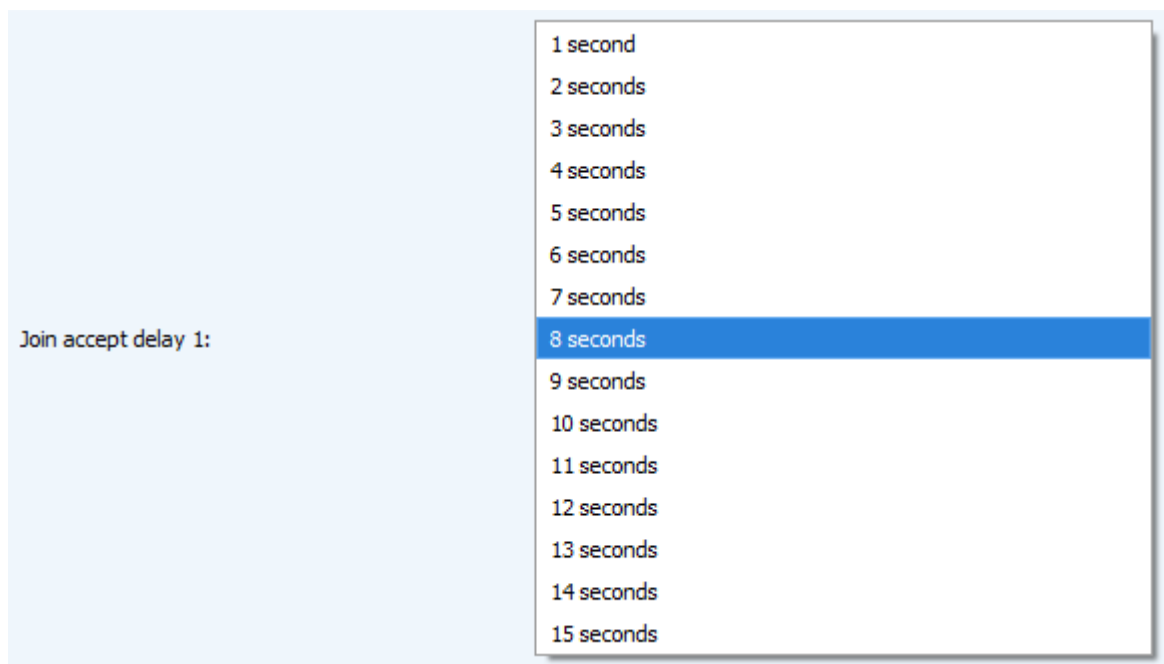 1 second
2 seconds
3 seconds
4 seconds
5 seconds
6 seconds
7 seconds
Join accept delay 1:
8 seconds
9 seconds
10 seconds
11 seconds
12 seconds
13 seconds
14 seconds
15 seconds